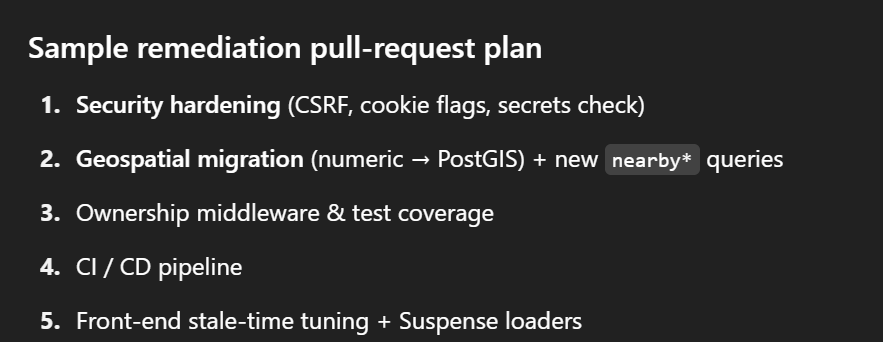 Sample remediation pull-request plan
1. Security hardening (CSRF, cookie flags, secrets check)
2. Geospatial migration (numeric → PostGIS) + new nearby* queries
3. Ownership middleware & test coverage
4. CI / CD pipeline
5. Front-end stale-time tuning + Suspense loaders